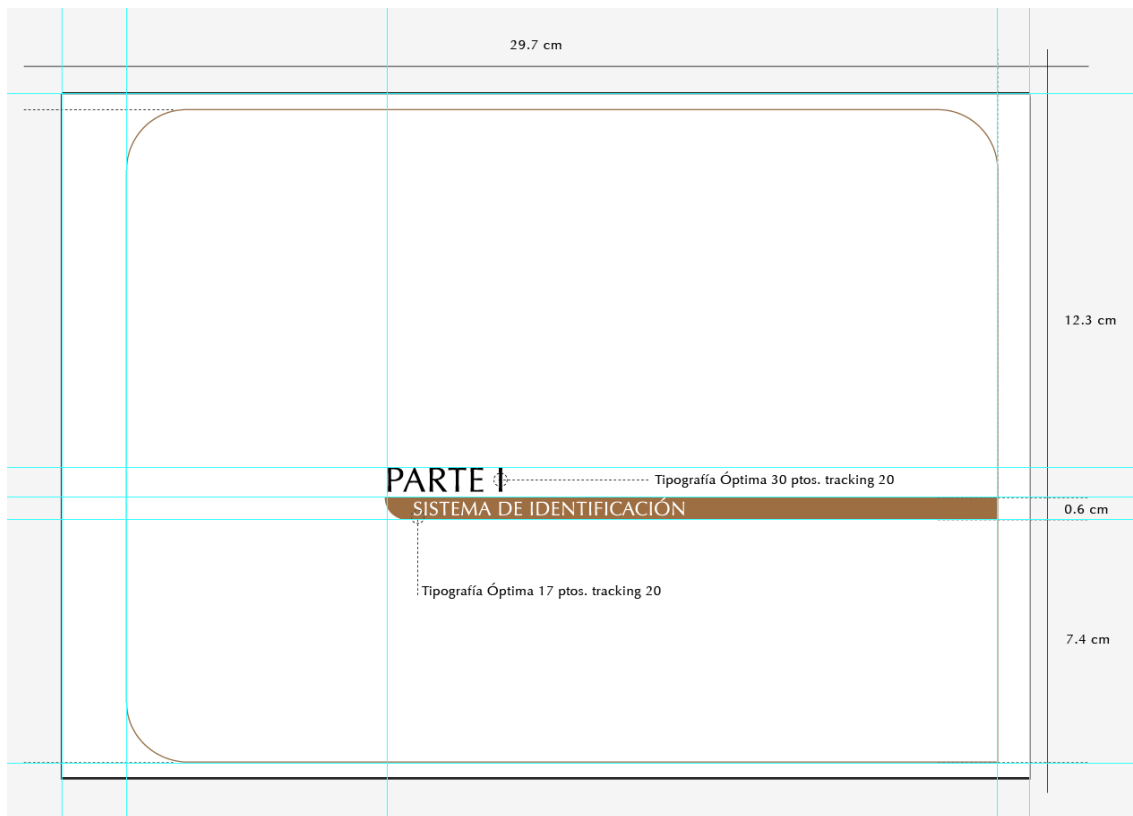 29.7 cm
12.3 cm
PARTE I
Tipografía Óptima 30 ptos. tracking 20
SISTEMA DE IDENTIFICACIÓN
0.6 cm
Tipografía Óptima 17 ptos. tracking 20
7.4 cm